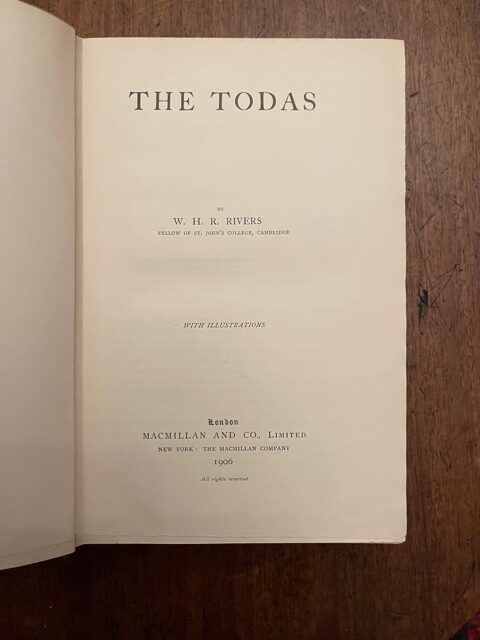 THE TODAS
BY
W. H. R. RIVERS
FELLOW OF ST. JOHN'S COLLEGE, CAMBRIDGE
WITH ILLUSTRATIONS
London
MACMILLAN AND CO., LIMITED
NEW YORK: THE MACMILLAN COMPANY
1906
All rights reserved